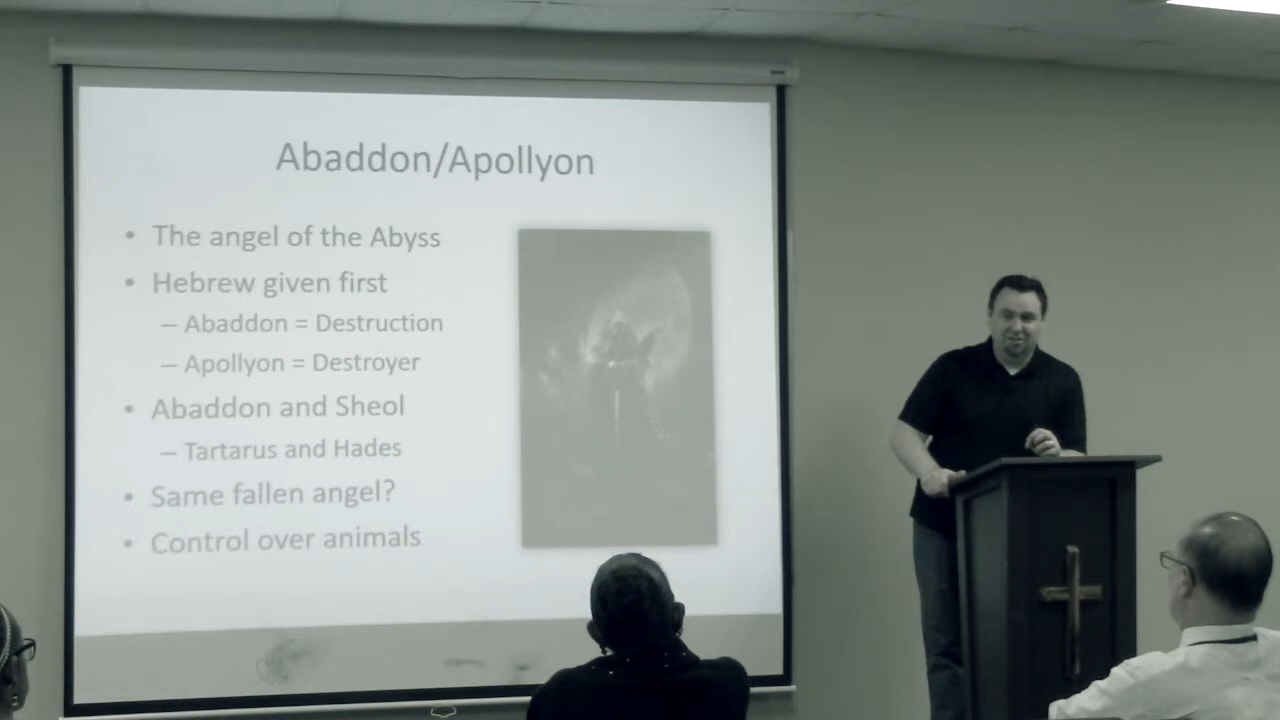 Abaddon/Apollyon
• The angel of the Abyss
• Hebrew given first
– Abaddon = Destruction
– Apollyon = Destroyer
• Abaddon and Sheol
– Tartarus and Hades
• Same fallen angel?
• Control over animals